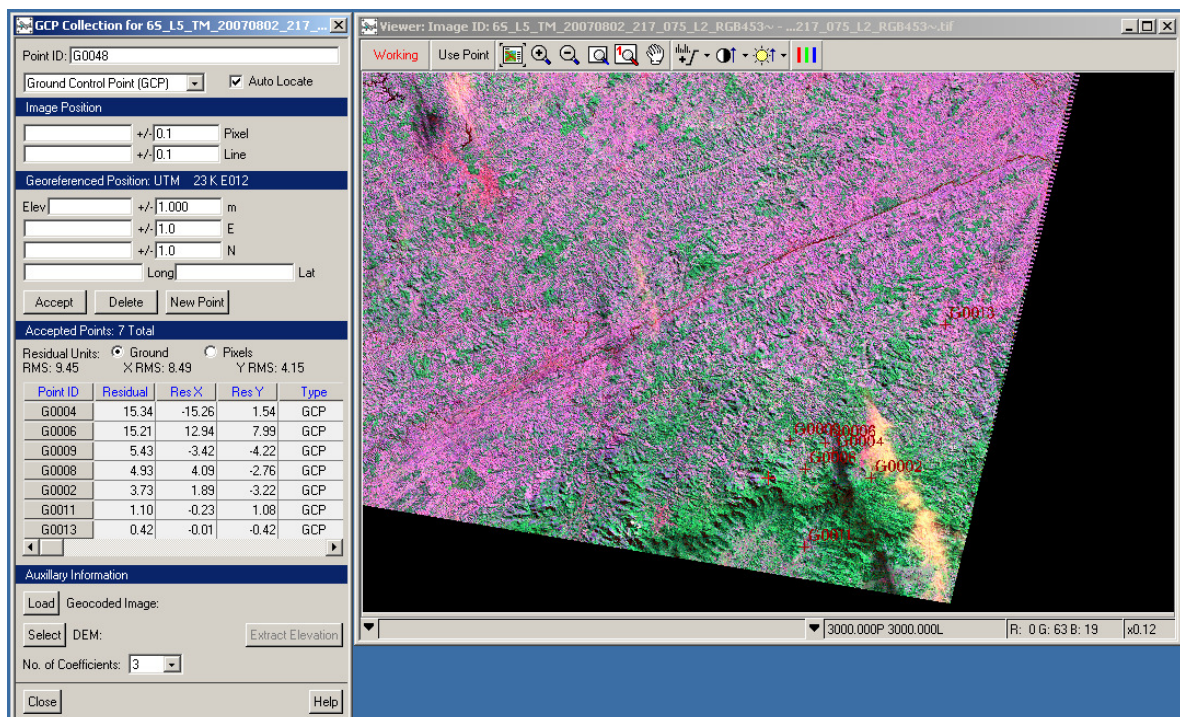 GCP Collection for 6S_L5_TM_20070802_217_...
Point ID: G0048
Ground Control Point (GCP)
Auto Locate
Image Position
+/- 0.1 Pixel
+/- 0.1 Line
Georeferenced Position: UTM 23 K E012
Elev +/- 1.000 m
+/- 1.0 E
+/- 1.0 N
Long Lat
Accept Delete New Point
Accepted Points: 7 Total
Residual Units: Ground Pixels
RMS: 9.45 X RMS: 8.49 Y RMS: 4.15
Point ID Residual Res X Res Y Type
G0004 15.34 -15.26 1.54 GCP
G0006 15.21 12.94 7.99 GCP
G0009 5.43 -3.42 -4.22 GCP
G0008 4.93 4.09 -2.76 GCP
G0002 3.73 1.89 -3.22 GCP
G0011 1.10 -0.23 1.08 GCP
G0013 0.42 -0.01 -0.42 GCP
Auxillary Information
Load Geocoded Image:
Select DEM: Extract Elevation
No. of Coefficients: 3
Close Help
Viewer: Image ID: 6S_L5_TM_20070802_217_075_L2_RGB453~ - ...217_075_L2_RGB453~.tif
Working Use Point
G0013
G0004
G0002
3000.000P 3000.000L R: 0 G: 63 B: 19 x0.12